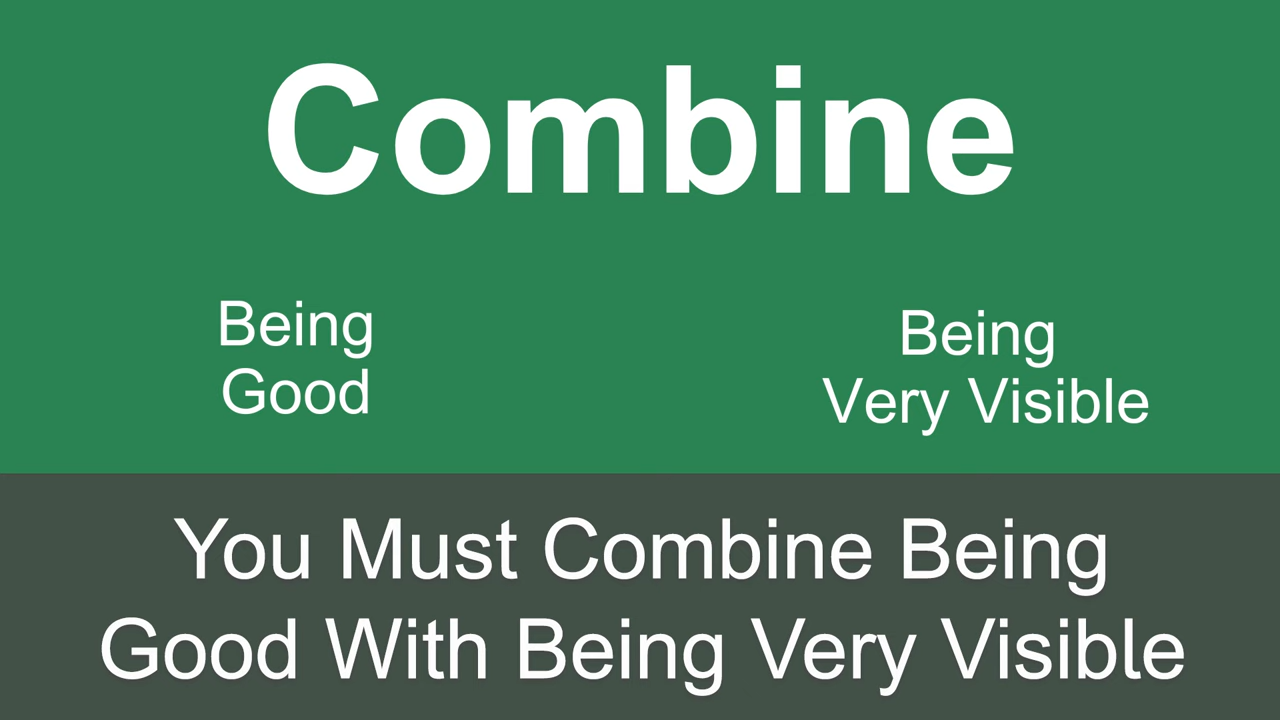 Combine
Being
Good
Being
Very Visible
You Must Combine Being
Good With Being Very Visible